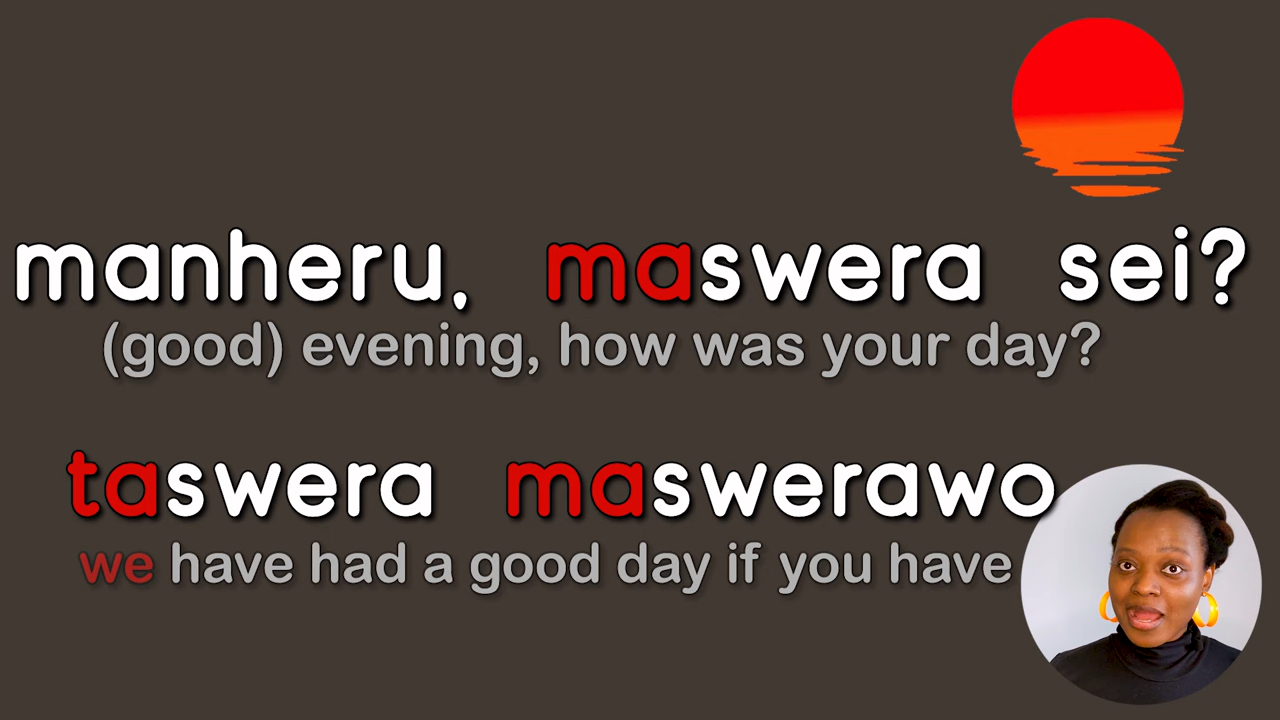 manheru, maswera sei?
(good) evening, how was your day?
taswera maswerawo
we have had a good day if you have